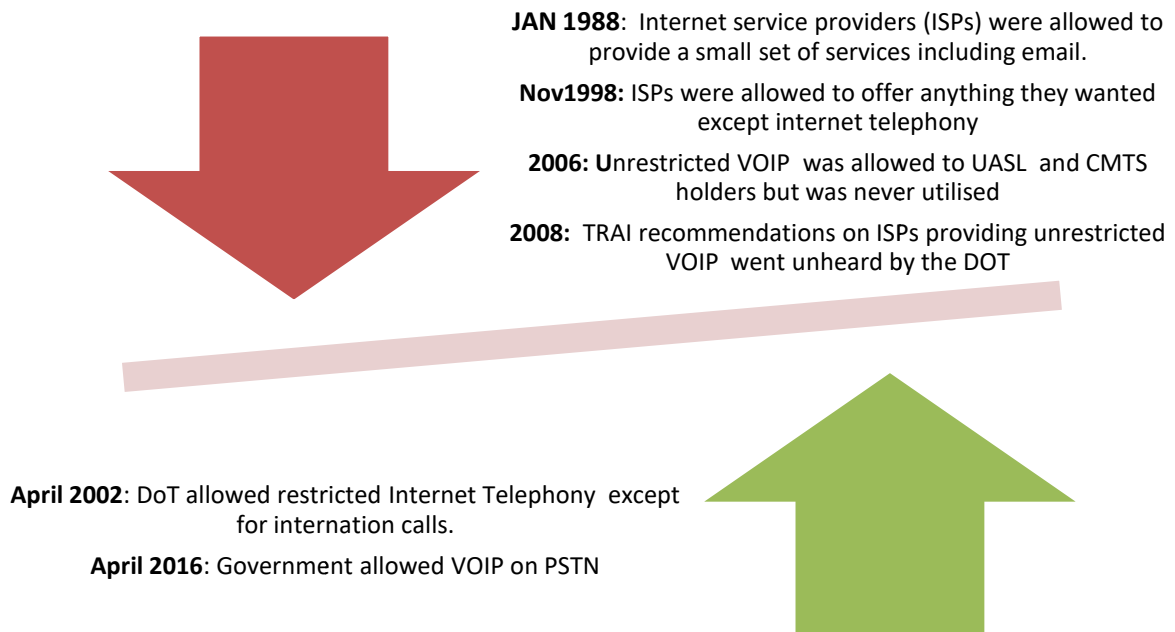 JAN 1988: Internet service providers (ISPs) were allowed to
provide a small set of services including email.
Nov1998: ISPs were allowed to offer anything they wanted
except internet telephony
2006: Unrestricted VOIP was allowed to UASL and CMTS
holders but was never utilised
2008: TRAI recommendations on ISPs providing unrestricted
VOIP went unheard by the DOT
April 2002: DoT allowed restricted Internet Telephony except
for internation calls.
April 2016: Government allowed VOIP on PSTN